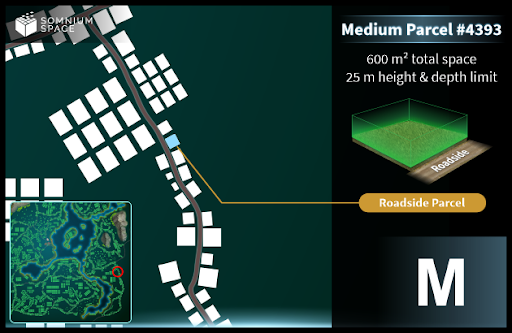 SOMNIUM
SPACE
Medium Parcel #4393
600 m² total space
25 m height & depth limit
Roadside
Roadside Parcel
M